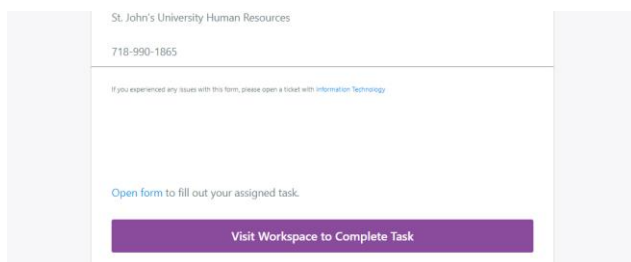 St. John's University Human Resources
718-990-1865
If you experienced any issues with this form, please open a ticket with Information Technology
Open form to fill out your assigned task.
Visit Workspace to Complete Task